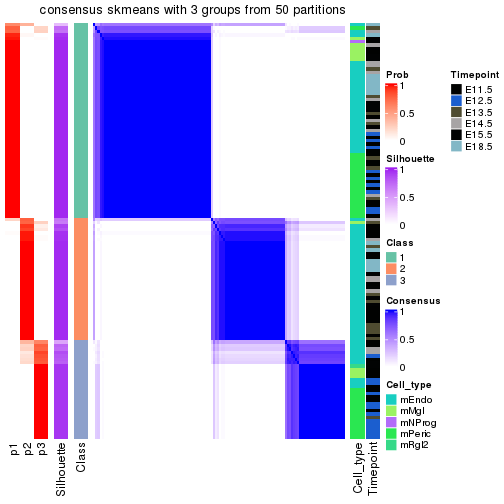 consensus skmeans with 3 groups from 50 partitions
p1
p2
p3
Silhouette
Class
Cell_type
Timepoint
Prob
1
0.5
0
Silhouette
1
0.5
0
Class
1
2
3
Consensus
1
0.5
0
Cell_type
mEndo
mMgl
mNProg
mPeric
mRgl2
Timepoint
E11.5
E12.5
E13.5
E14.5
E15.5
E18.5